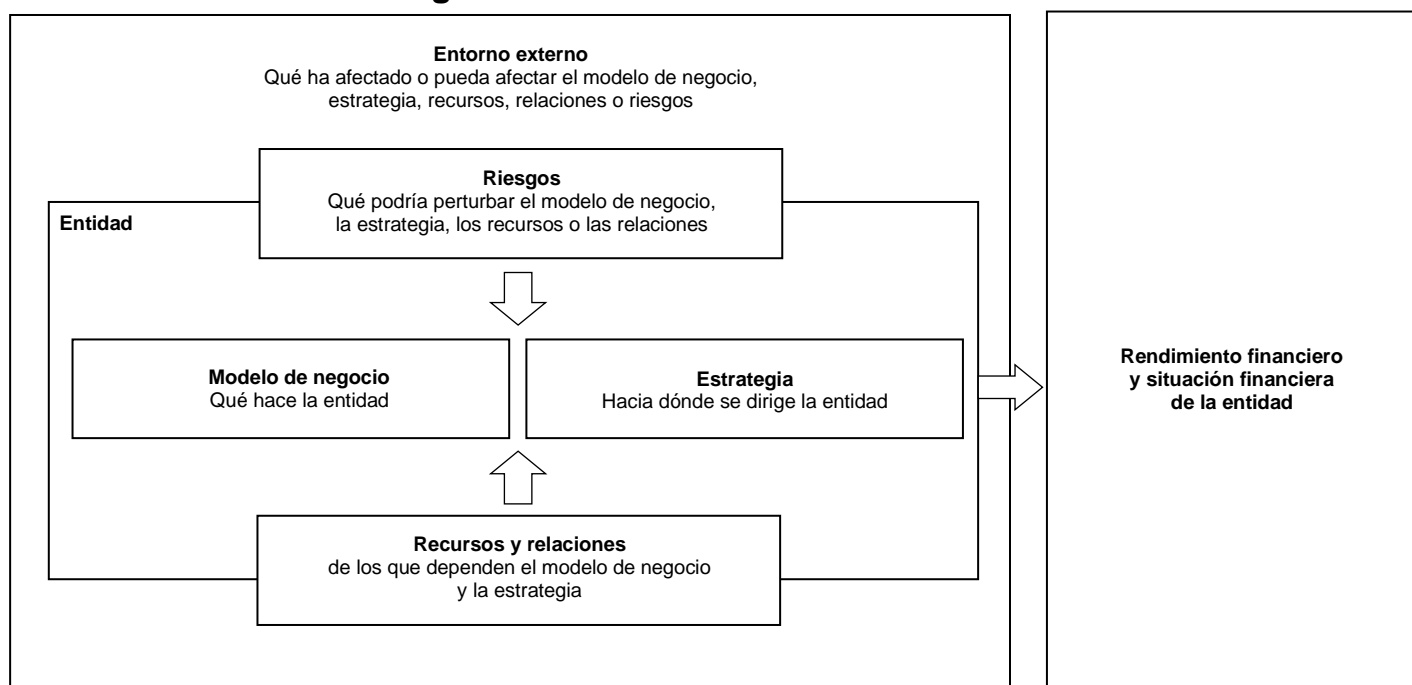 Entorno externo
Qué ha afectado o pueda afectar el modelo de negocio,
estrategia, recursos, relaciones o riesgos
Riesgos
Qué podría perturbar el modelo de negocio,
la estrategia, los recursos o las relaciones
Entidad
Modelo de negocio
Qué hace la entidad
Estrategia
Hacia dónde se dirige la entidad
Rendimiento financiero
y situación financiera
de la entidad
Recursos y relaciones
de los que dependen el modelo de negocio
y la estrategia